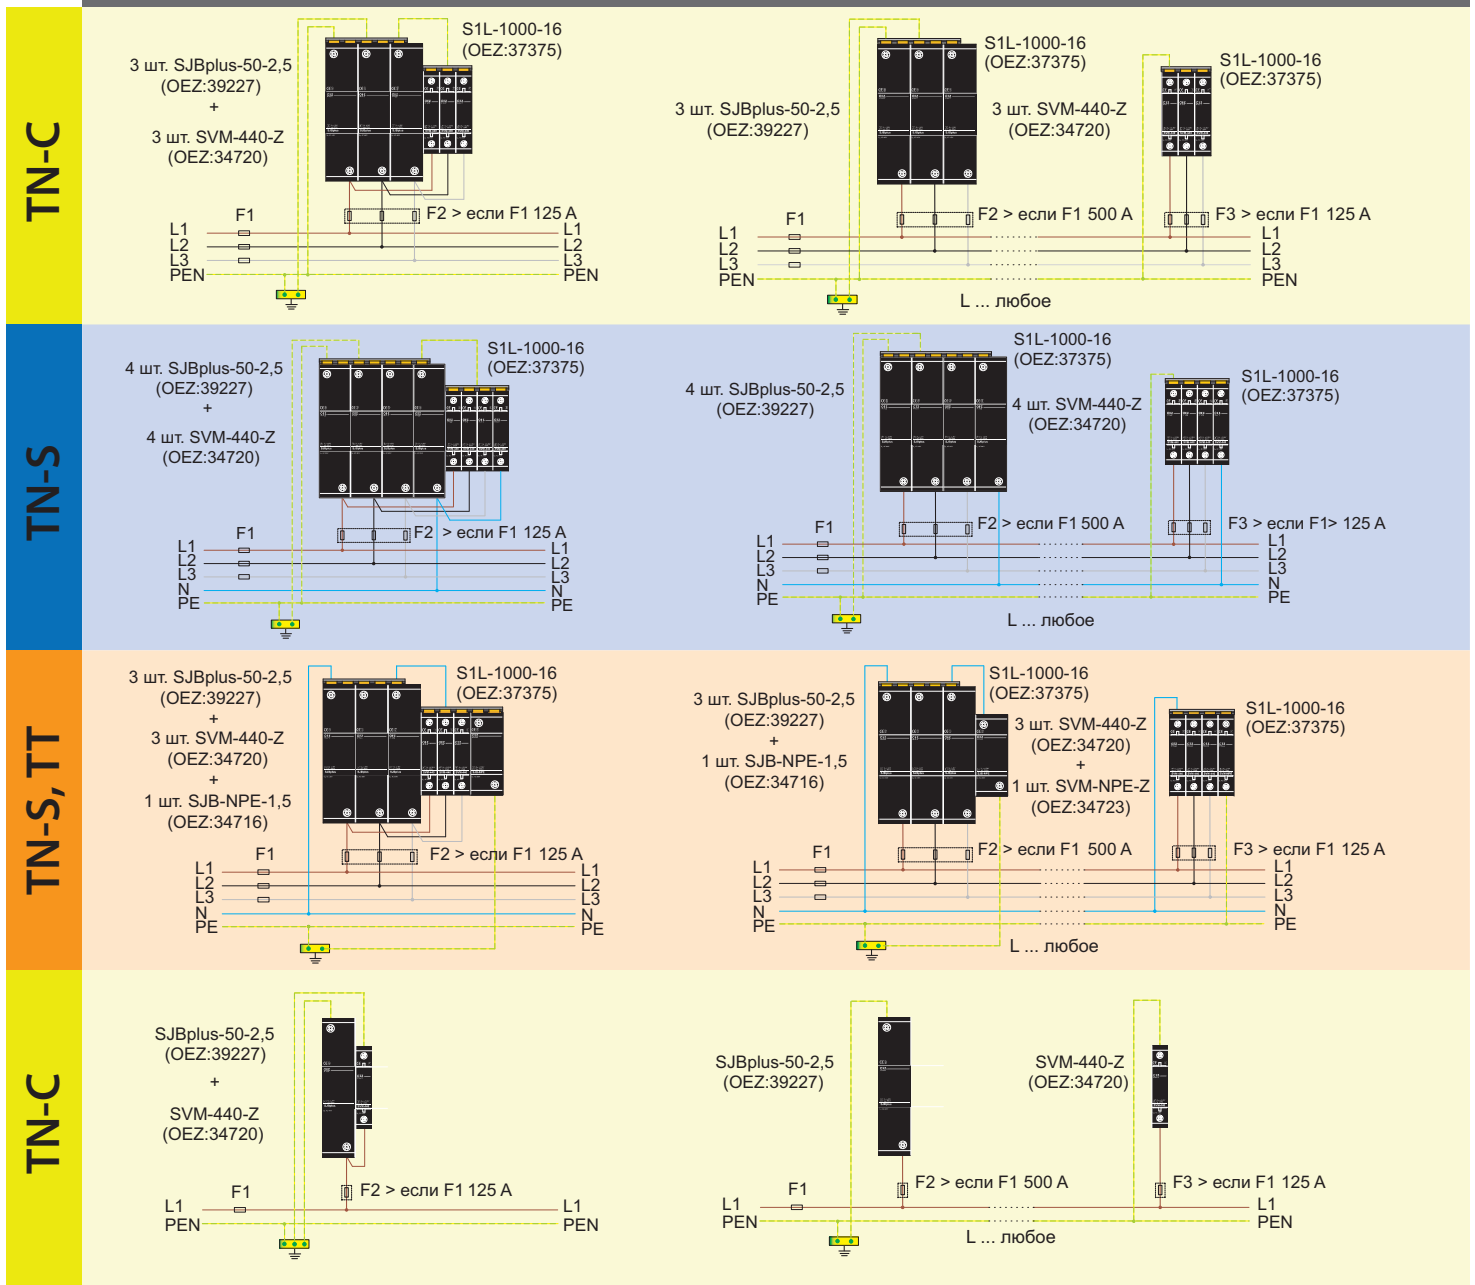 TN-C
3 шт. SJBplus-50-2,5
(OEZ:39227)
+
3 шт. SVM-440-Z
(OEZ:34720)
S1L-1000-16
(OEZ:37375)
F1
F2 > если F1 125 A
L1
L2
L3
PEN
L1
L2
L3
PEN
3 шт. SJBplus-50-2,5
(OEZ:39227)
S1L-1000-16
(OEZ:37375)
3 шт. SVM-440-Z
(OEZ:34720)
S1L-1000-16
(OEZ:37375)
F1
F2 > если F1 500 A
F3 > если F1 125 A
L1
L2
L3
PEN
L1
L2
L3
PEN
L ... любое
TN-S
4 шт. SJBplus-50-2,5
(OEZ:39227)
+
4 шт. SVM-440-Z
(OEZ:34720)
S1L-1000-16
(OEZ:37375)
F1
F2 > если F1 125 A
L1
L2
L3
N
PE
L1
L2
L3
N
PE
4 шт. SJBplus-50-2,5
(OEZ:39227)
S1L-1000-16
(OEZ:37375)
4 шт. SVM-440-Z
(OEZ:34720)
S1L-1000-16
(OEZ:37375)
F1
F2 > если F1 500 A
F3 > если F1> 125 A
L1
L2
L3
N
PE
L1
L2
L3
N
PE
L ... любое
TN-S, TT
3 шт. SJBplus-50-2,5
(OEZ:39227)
+
3 шт. SVM-440-Z
(OEZ:34720)
+
1 шт. SJB-NPE-1,5
(OEZ:34716)
S1L-1000-16
(OEZ:37375)
F1
F2 > если F1 125 A
L1
L2
L3
N
PE
L1
L2
L3
N
PE
3 шт. SJBplus-50-2,5
(OEZ:39227)
+
1 шт. SJB-NPE-1,5
(OEZ:34716)
S1L-1000-16
(OEZ:37375)
3 шт. SVM-440-Z
(OEZ:34720)
+
1 шт. SVM-NPE-Z
(OEZ:34723)
S1L-1000-16
(OEZ:37375)
F1
F2 > если F1 500 A
F3 > если F1 125 A
L1
L2
L3
N
PE
L1
L2
L3
N
PE
L ... любое
TN-C
SJBplus-50-2,5
(OEZ:39227)
+
SVM-440-Z
(OEZ:34720)
F1
F2 > если F1 125 A
L1
PEN
L1
PEN
SJBplus-50-2,5
(OEZ:39227)
SVM-440-Z
(OEZ:34720)
F1
F2 > если F1 500 A
F3 > если F1 125 A
L1
PEN
L1
PEN
L ... любое